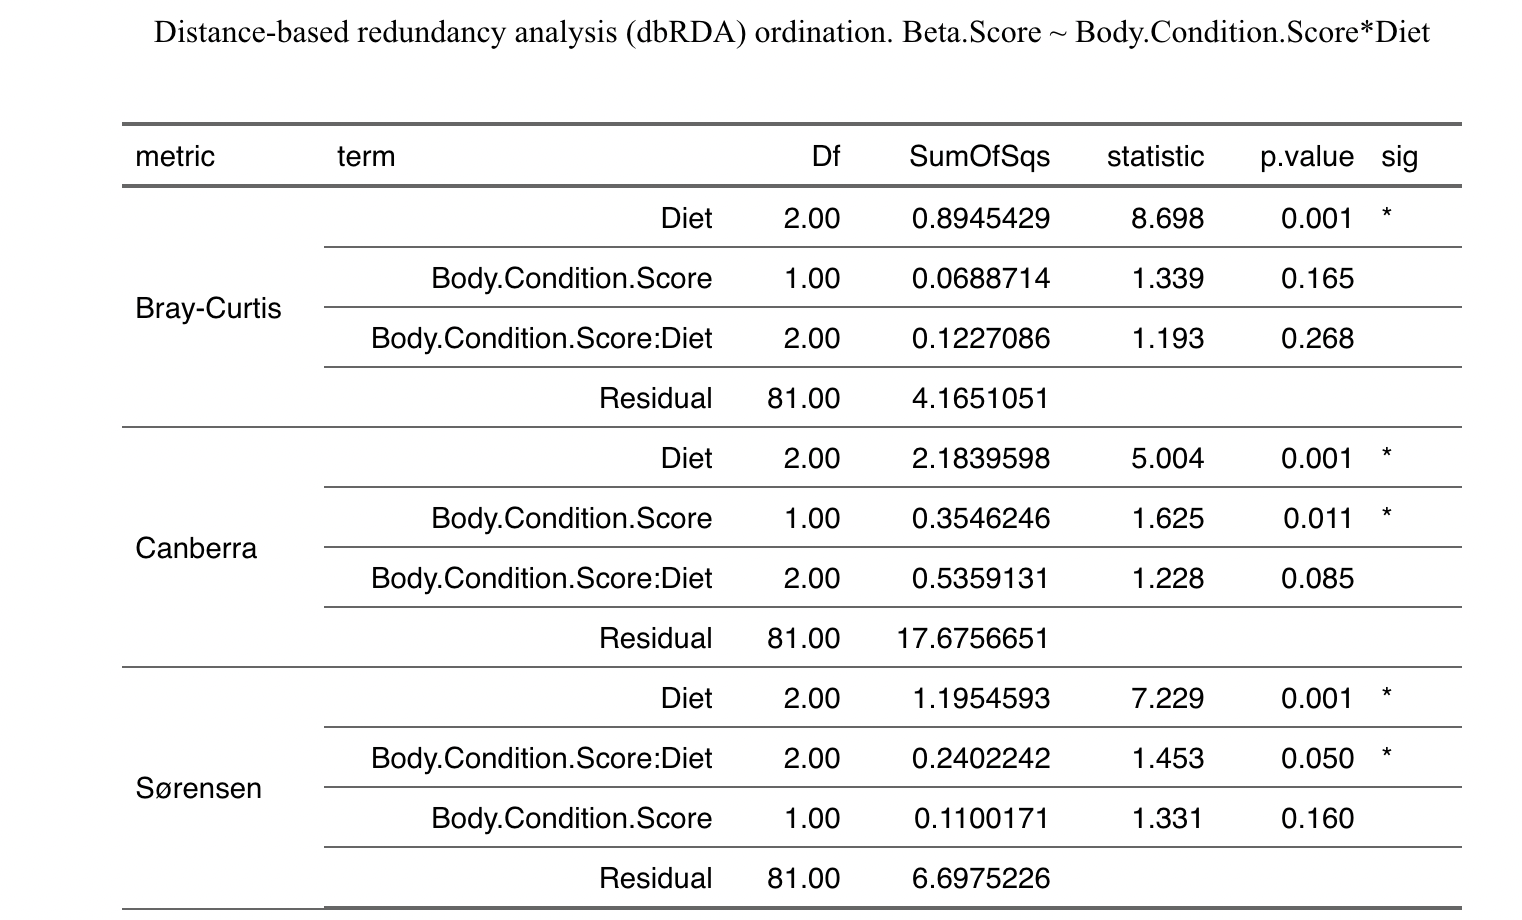 Distance-based redundancy analysis (dbRDA) ordination. Beta.Score ~ Body.Condition.Score*Diet
metric term Df SumOfSqs statistic p.value sig
Bray-Curtis
Diet 2.00 0.8945429 8.698 0.001 *
Body.Condition.Score 1.00 0.0688714 1.339 0.165
Body.Condition.Score:Diet 2.00 0.1227086 1.193 0.268
Residual 81.00 4.1651051
Canberra
Diet 2.00 2.1839598 5.004 0.001 *
Body.Condition.Score 1.00 0.3546246 1.625 0.011 *
Body.Condition.Score:Diet 2.00 0.5359131 1.228 0.085
Residual 81.00 17.6756651
Sørensen
Diet 2.00 1.1954593 7.229 0.001 *
Body.Condition.Score:Diet 2.00 0.2402242 1.453 0.050 *
Body.Condition.Score 1.00 0.1100171 1.331 0.160
Residual 81.00 6.6975226